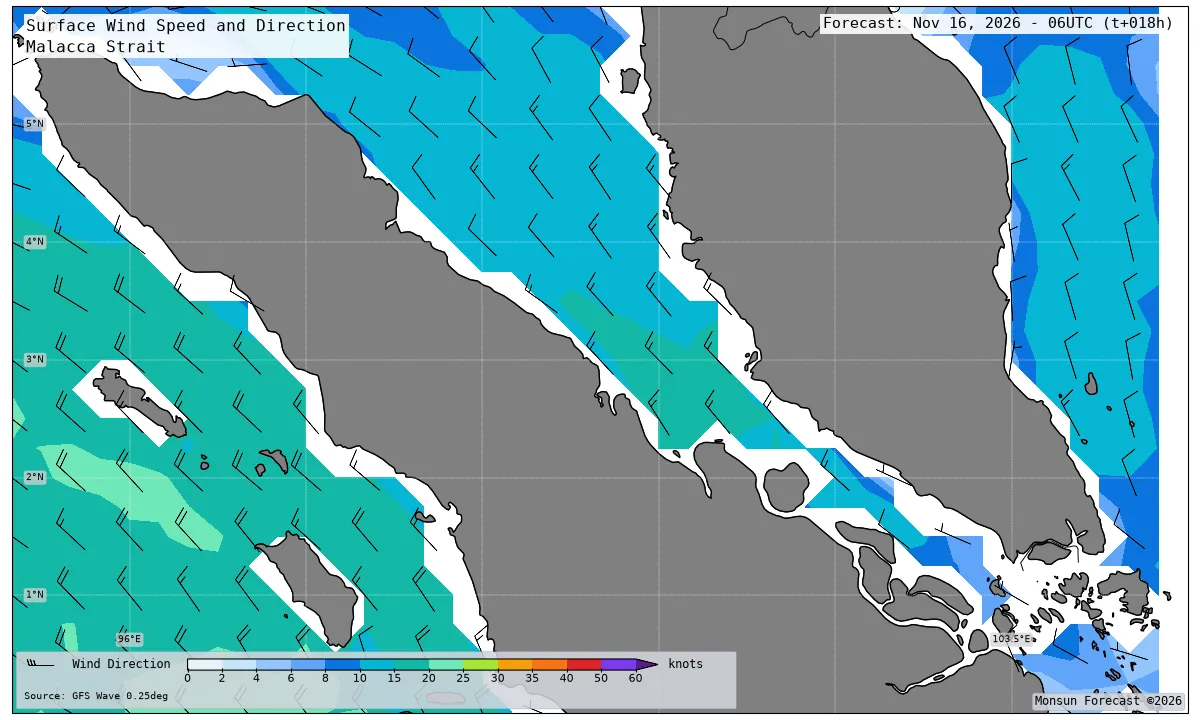 Surface Wind Speed and Direction
Malacca Strait
Forecast: Nov 16, 2026 - 06UTC (t+018h)
5°N
4°N
3°N
2°N
1°N
96°E
103.5°E
Wind Direction
knots
0 2 4 6 8 10 15 20 25 30 35 40 50 60
Source: GFS Wave 0.25deg
Monsun Forecast ©2026